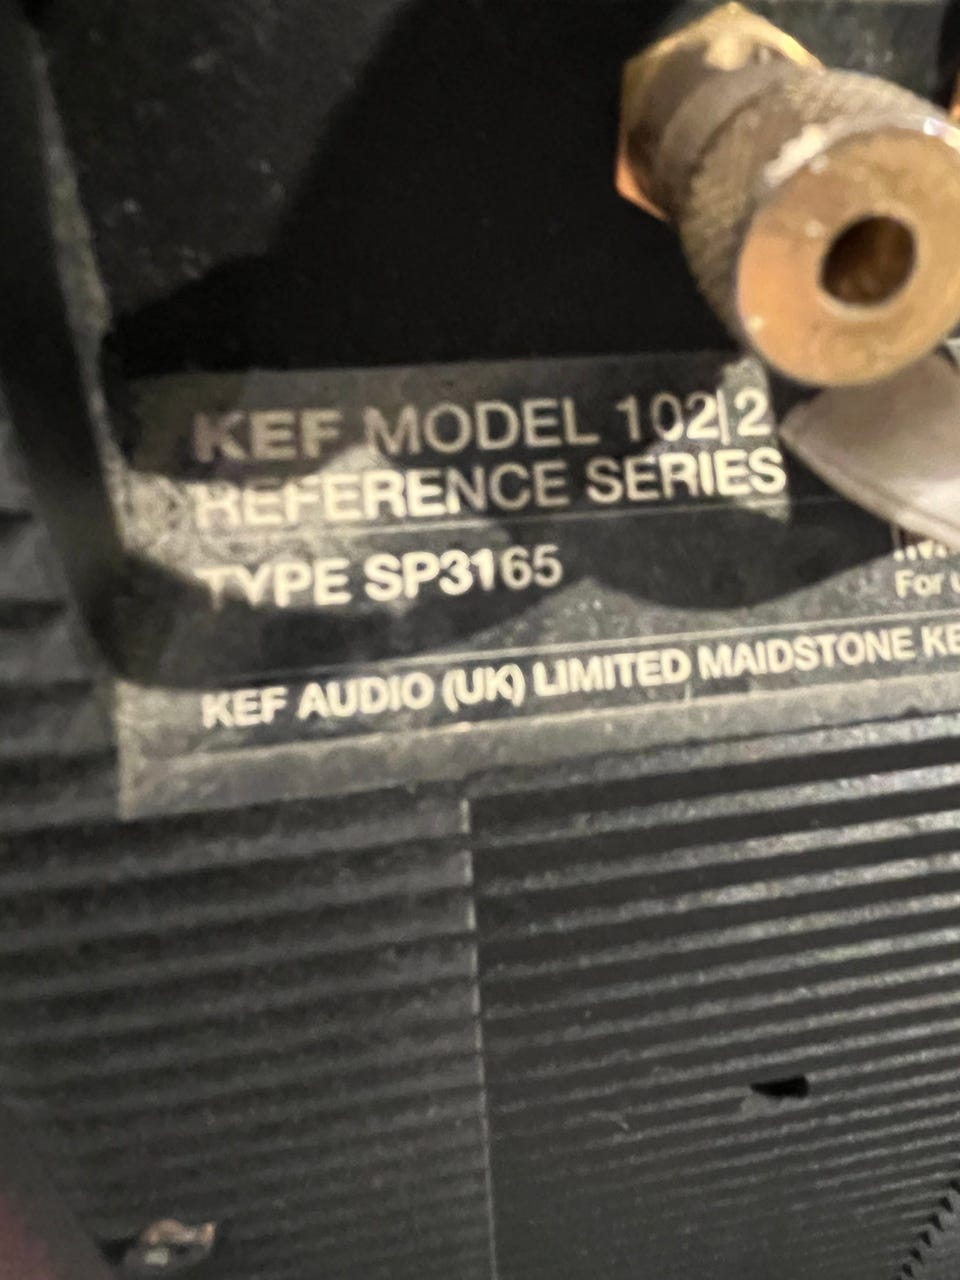 KEF MODEL 102|2
REFERENCE SERIES
TYPE SP3165
For
KEF AUDIO (UK) LIMITED MAIDSTONE